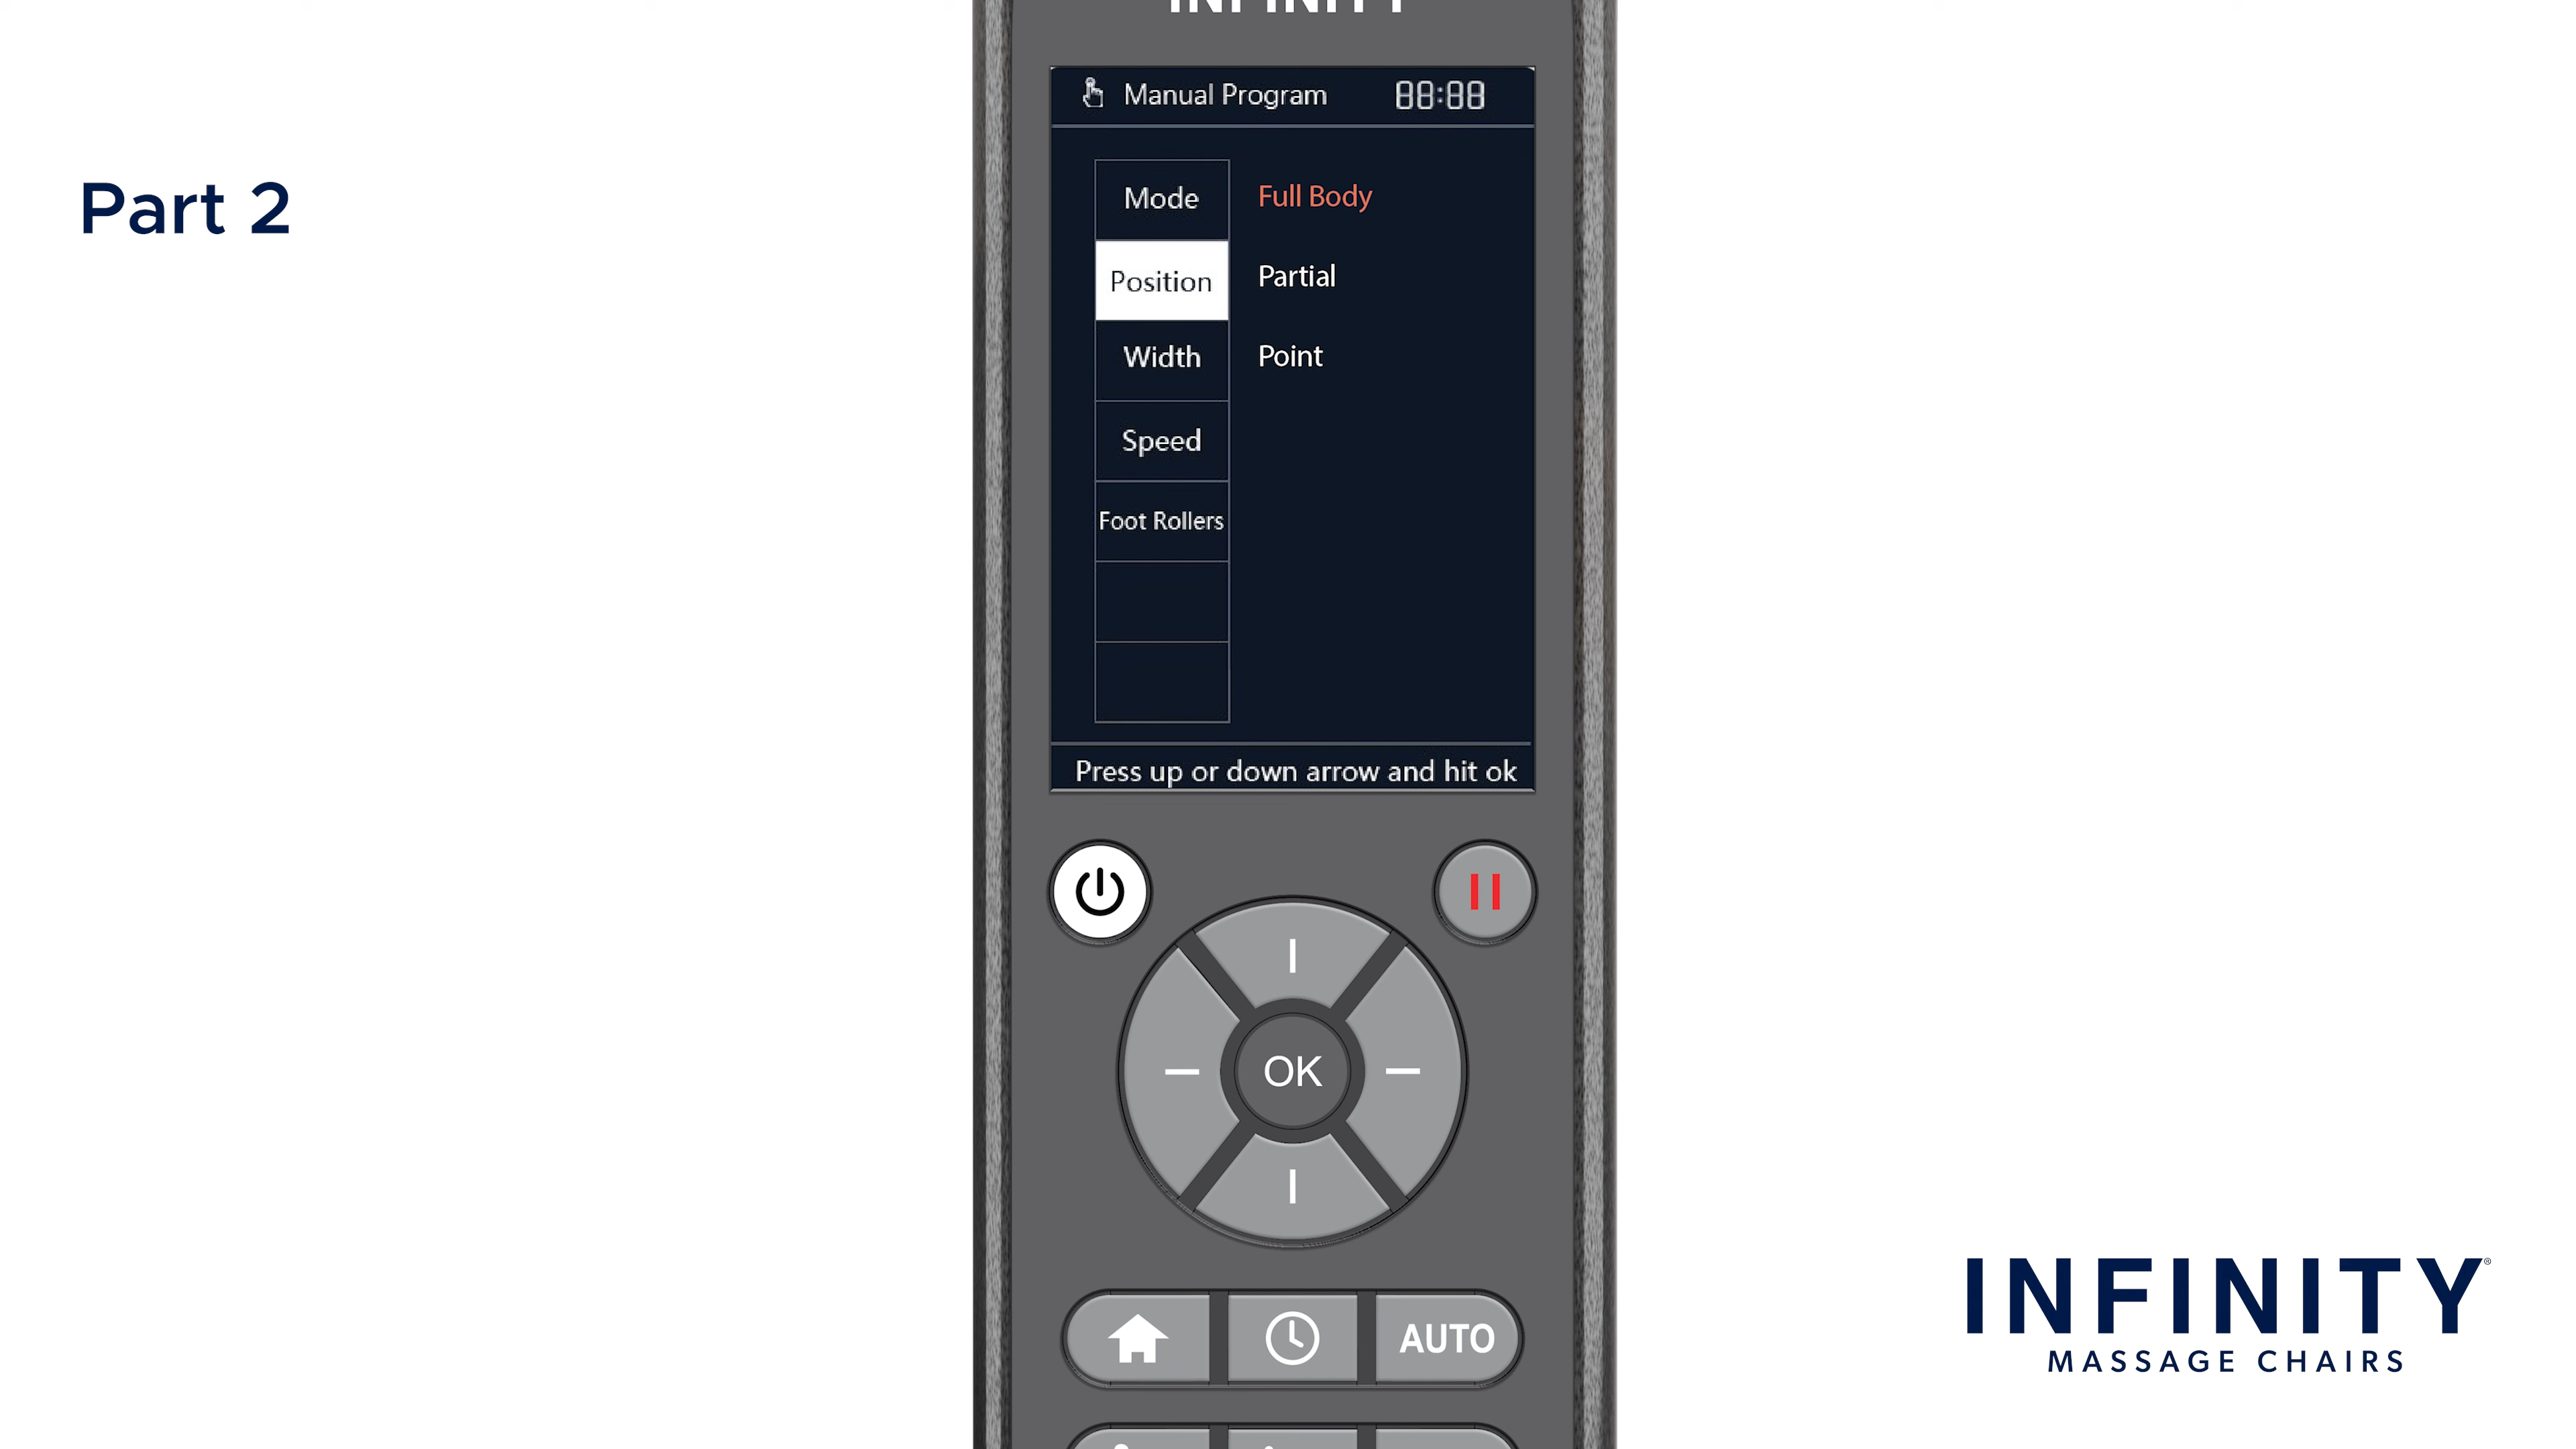 INFINITY
Manual Program 88:88
Part 2
Mode Full Body
Position Partial
Width Point
Speed
Foot Rollers
Press up or down arrow and hit ok
OK
AUTO
INFINITY®
MASSAGE CHAIRS